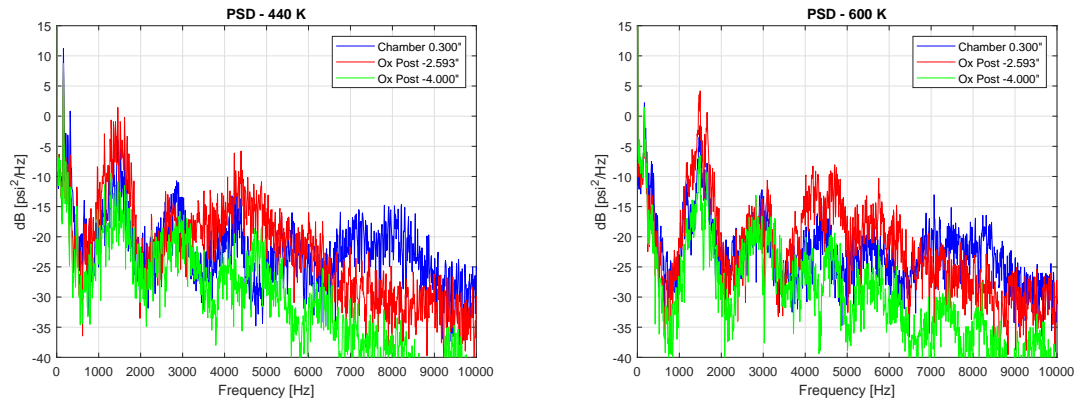 PSD - 440 K
15
10
5
0
-5
-10
-15
-20
-25
-30
-35
-40
dB [psi²/Hz]
Chamber 0.300"
Ox Post -2.593"
Ox Post -4.000"
0 1000 2000 3000 4000 5000 6000 7000 8000 9000 10000
Frequency [Hz]
PSD - 600 K
15
10
5
0
-5
-10
-15
-20
-25
-30
-35
-40
dB [psi²/Hz]
Chamber 0.300"
Ox Post -2.593"
Ox Post -4.000"
0 1000 2000 3000 4000 5000 6000 7000 8000 9000 10000
Frequency [Hz]